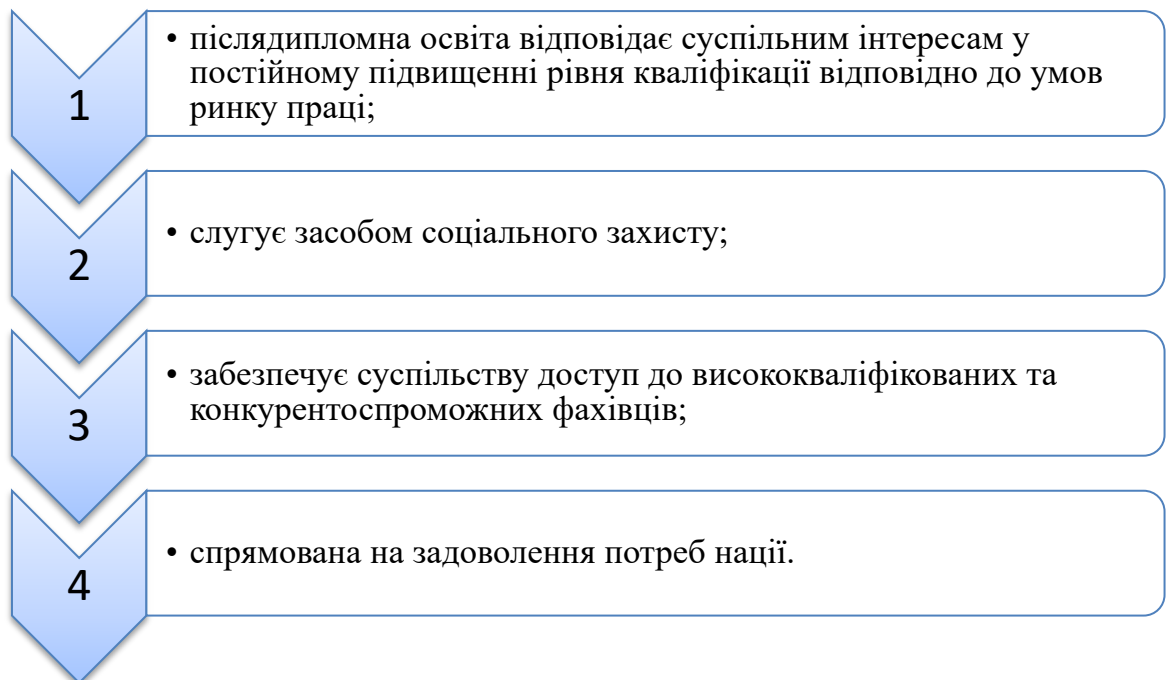 1
• післядипломна освіта відповідає суспільним інтересам у
постійному підвищенні рівня кваліфікації відповідно до умов
ринку праці;
2
• слугує засобом соціального захисту;
3
• забезпечує суспільству доступ до висококваліфікованих та
конкурентоспроможних фахівців;
4
• спрямована на задоволення потреб нації.